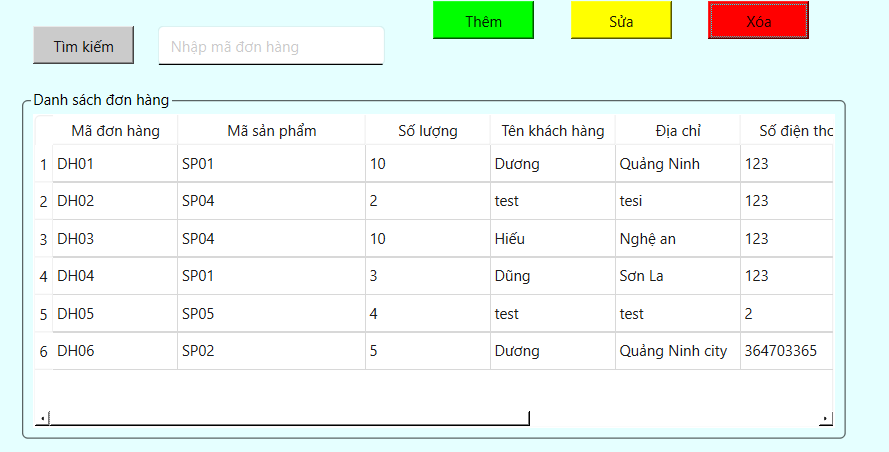 Thêm Sửa Xóa
Tìm kiếm Nhập mã đơn hàng
Danh sách đơn hàng
Mã đơn hàng Mã sản phẩm Số lượng Tên khách hàng Địa chỉ Số điện thc
1 DH01 SP01 10 Dương Quảng Ninh 123
2 DH02 SP04 2 test tesi 123
3 DH03 SP04 10 Hiếu Nghệ an 123
4 DH04 SP01 3 Dũng Sơn La 123
5 DH05 SP05 4 test test 2
6 DH06 SP02 5 Dương Quảng Ninh city 364703365